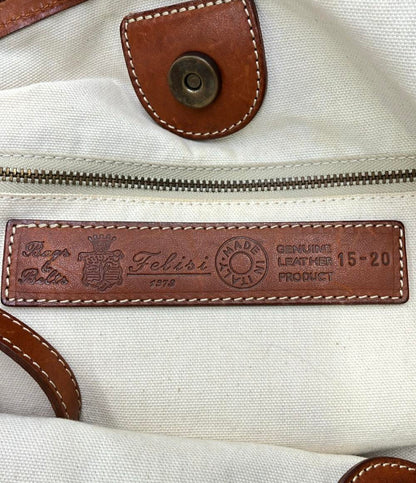 Bags
&
Belts
Felisi
1973
MADE IN ITALY
GENUINE
LEATHER
PRODUCT
15-20